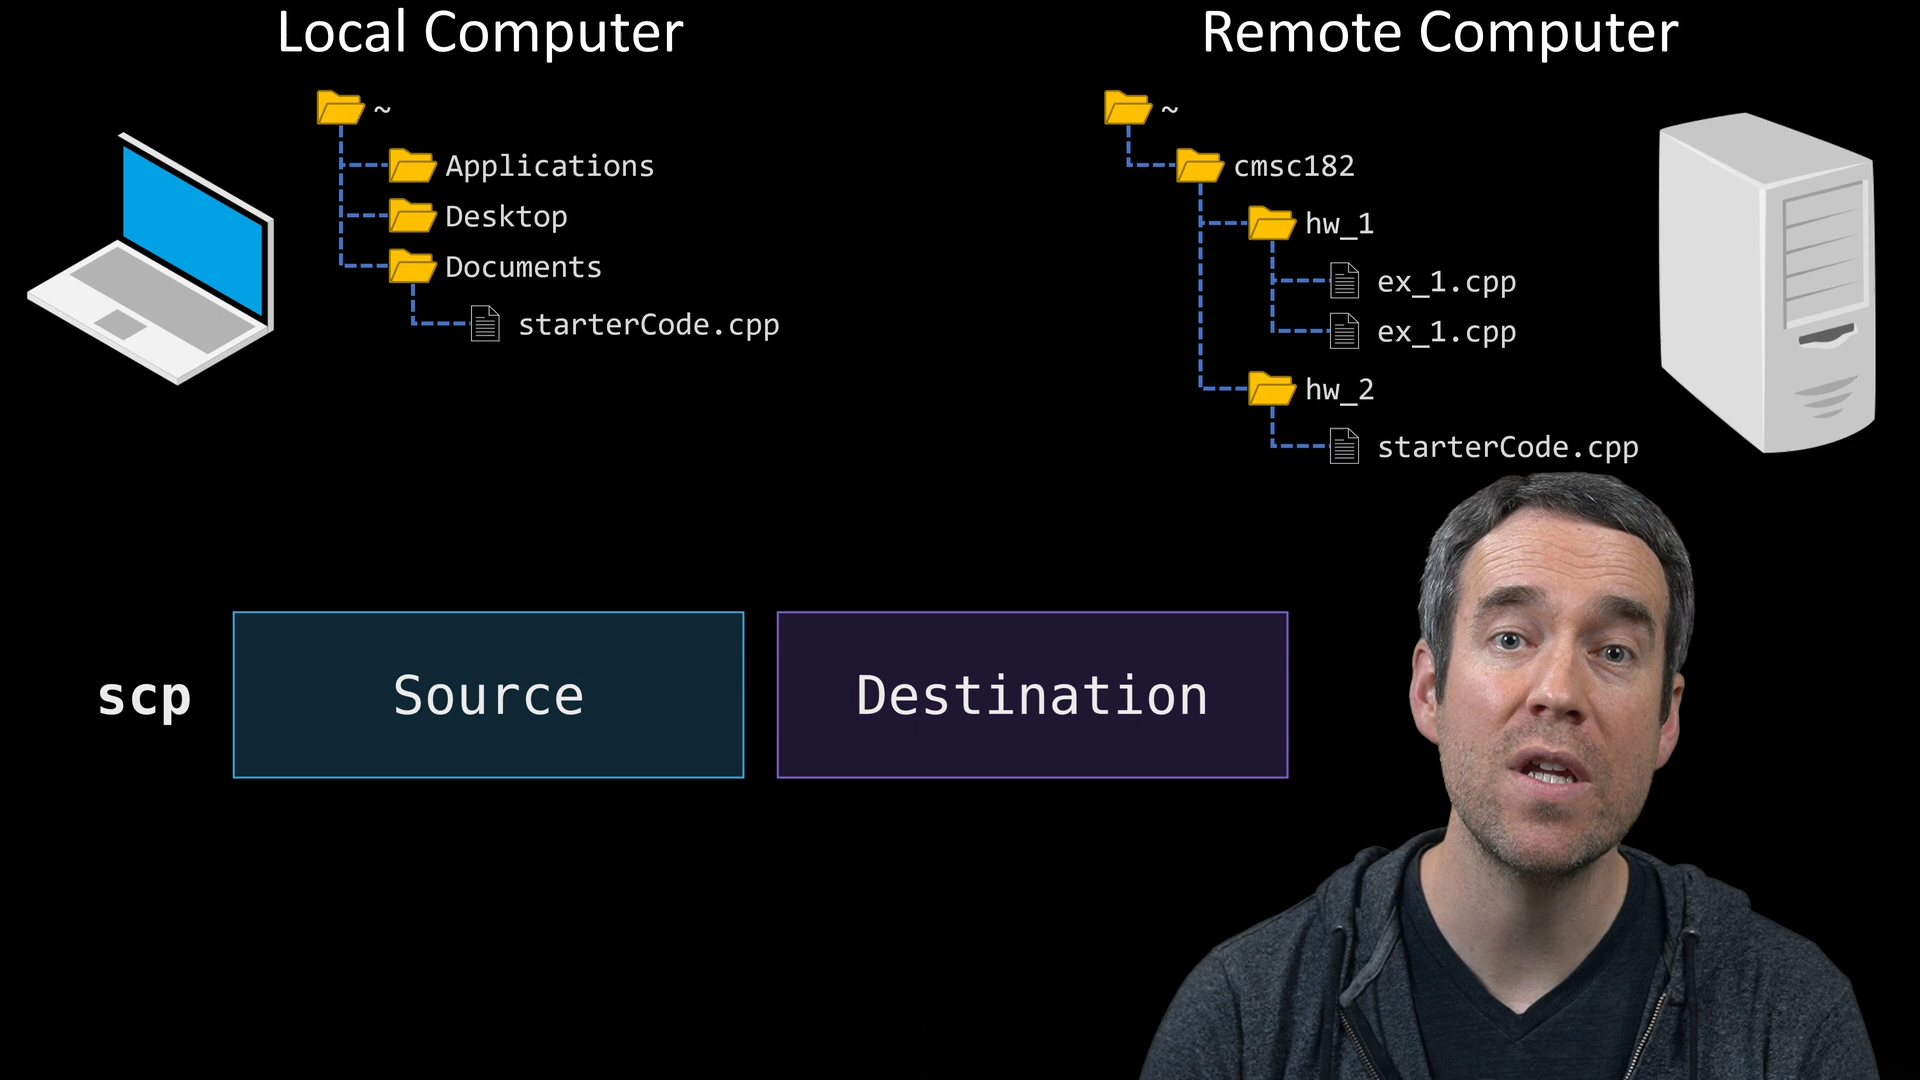 Local Computer
~
Applications
Desktop
Documents
starterCode.cpp
Remote Computer
~
cmsc182
hw_1
ex_1.cpp
ex_1.cpp
hw_2
starterCode.cpp
scp Source Destination